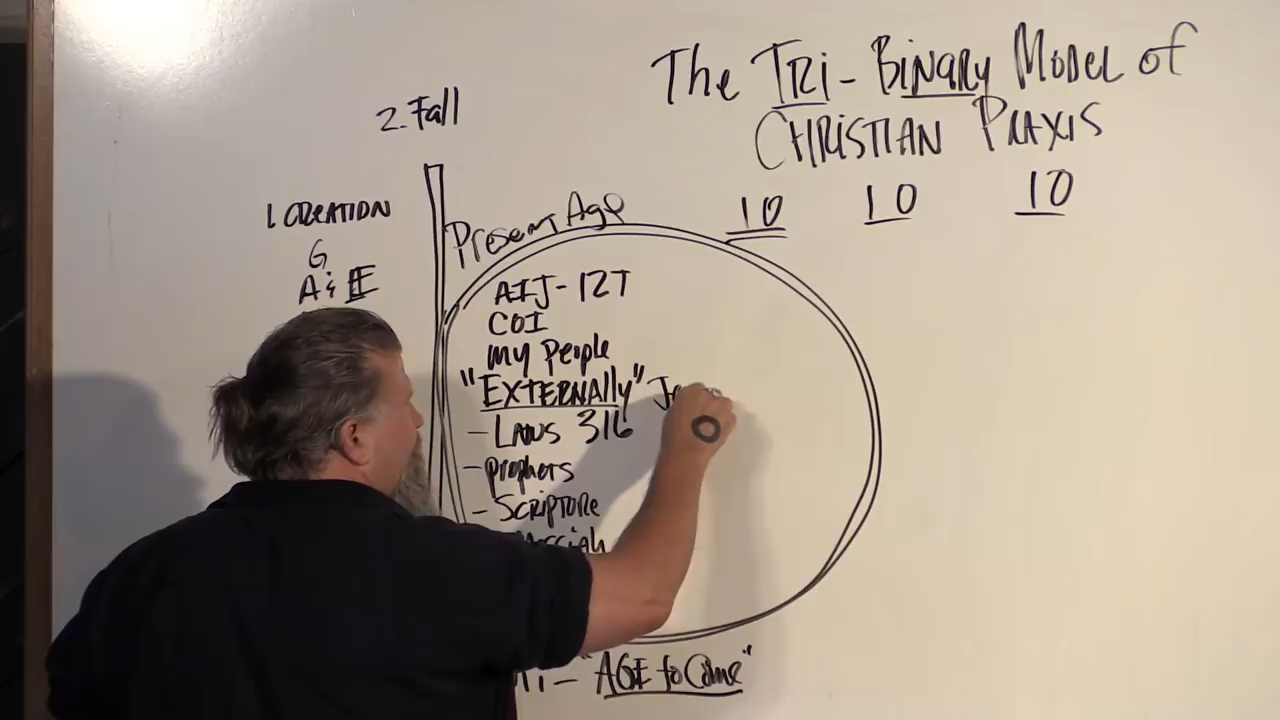 The Tri-Binary Model of
Christian Praxis
10 10 10
2. Fall
1 CREATION
G
A & E
Present Age
AIJ - 12T
COI
my People
"EXTERNALLY"
- Laws 316
- prophets
- SCRIPTURE
"AGE to Come"